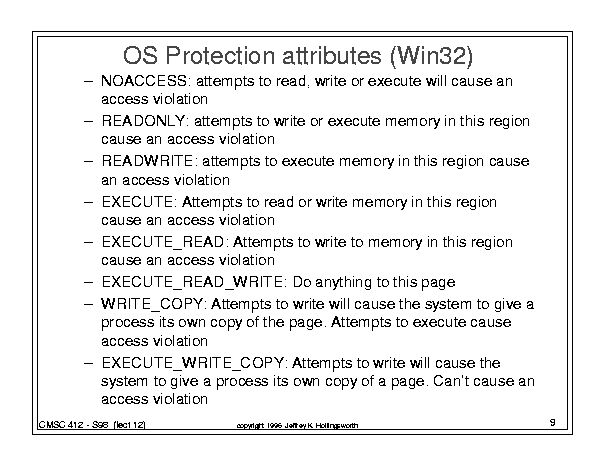 OS Protection attributes (Win32)
– NOACCESS: attempts to read, write or execute will cause an
access violation
– READONLY: attempts to write or execute memory in this region
cause an access violation
– READWRITE: attempts to execute memory in this region cause
an access violation
– EXECUTE: Attempts to read or write memory in this region
cause an access violation
– EXECUTE_READ: Attempts to write to memory in this region
cause an access violation
– EXECUTE_READ_WRITE: Do anything to this page
– WRITE_COPY: Attempts to write will cause the system to give a
process its own copy of the page. Attempts to execute cause
access violation
– EXECUTE_WRITE_COPY: Attempts to write will cause the
system to give a process its own copy of a page. Can't cause an
access violation
CMSC 412 - S98 (lect 12)
copyright 1996 Jeffrey K. Hollingsworth
9